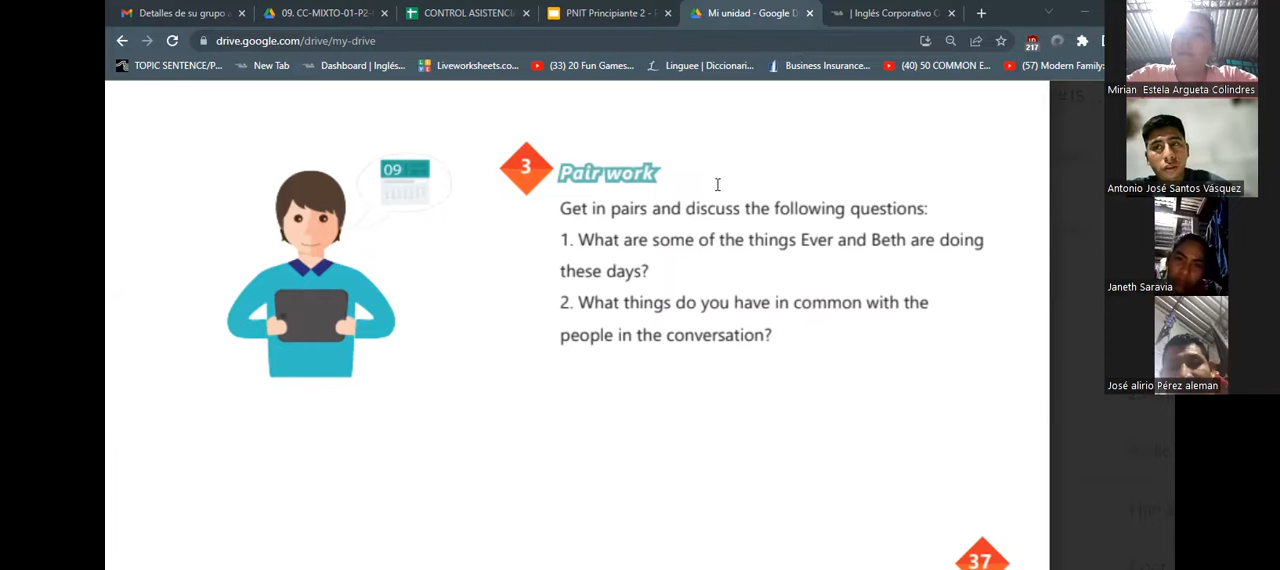 Detalles de su grupo a
09. CC-MIXTO-01-P2-
CONTROL ASISTENCI
PNIT Principiante 2 -
Mi unidad - Google D
| Inglés Corporativo
drive.google.com/drive/my-drive
217
TOPIC SENTENCE/P...
New Tab
Dashboard | Inglés...
Liveworksheets.co...
(33) 20 Fun Games...
Linguee | Diccionari...
Business Insurance...
(40) 50 COMMON E...
(57) Modern Family:
Mirian Estela Argueta Colindres
Antonio José Santos Vásquez
Janeth Saravia
José alirio Pérez aleman
09
3
Pair work
Get in pairs and discuss the following questions:
1. What are some of the things Ever and Beth are doing
these days?
2. What things do you have in common with the
people in the conversation?
37